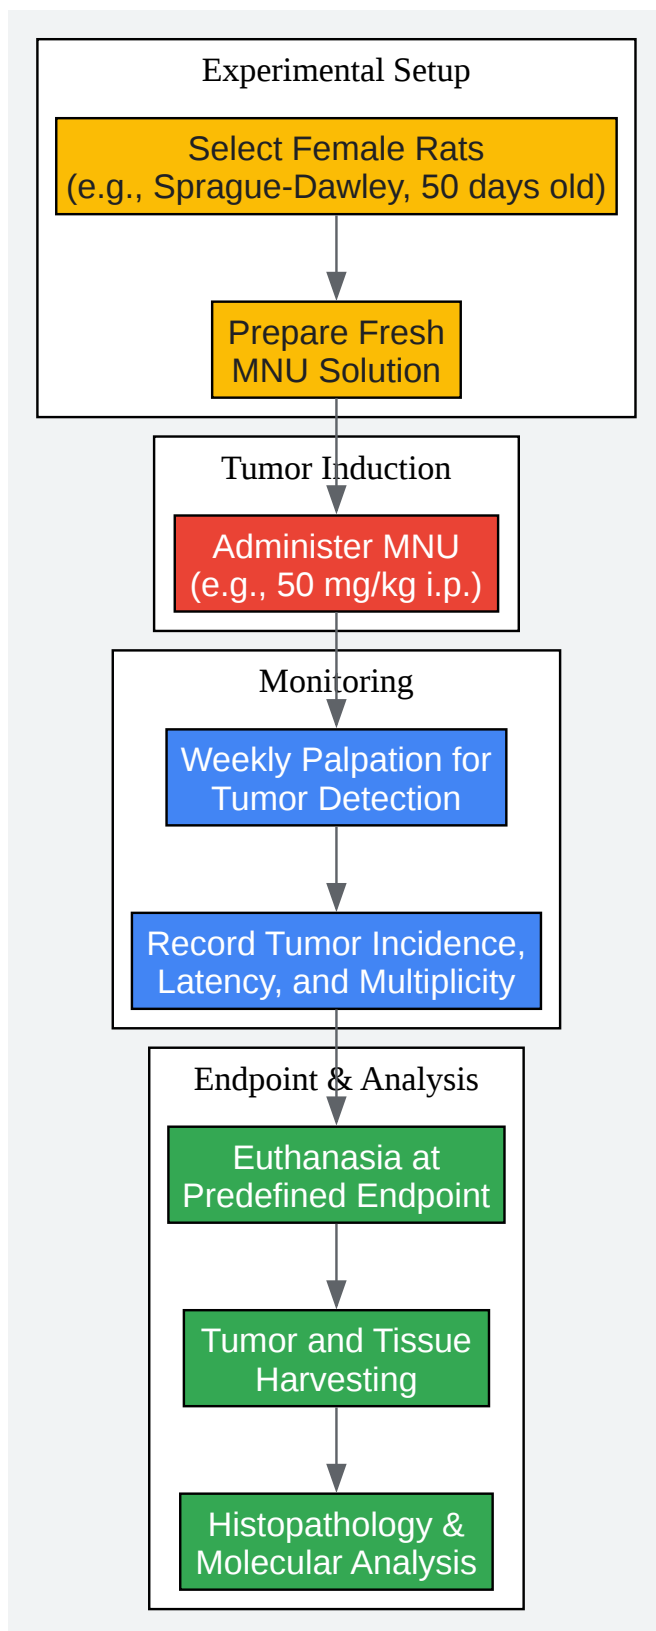 Experimental Setup
Select Female Rats
(e.g., Sprague-Dawley, 50 days old)
Prepare Fresh
MNU Solution
Tumor Induction
Administer MNU
(e.g., 50 mg/kg i.p.)
Monitoring
Weekly Palpation for
Tumor Detection
Record Tumor Incidence,
Latency, and Multiplicity
Endpoint & Analysis
Euthanasia at
Predefined Endpoint
Tumor and Tissue
Harvesting
Histopathology &
Molecular Analysis